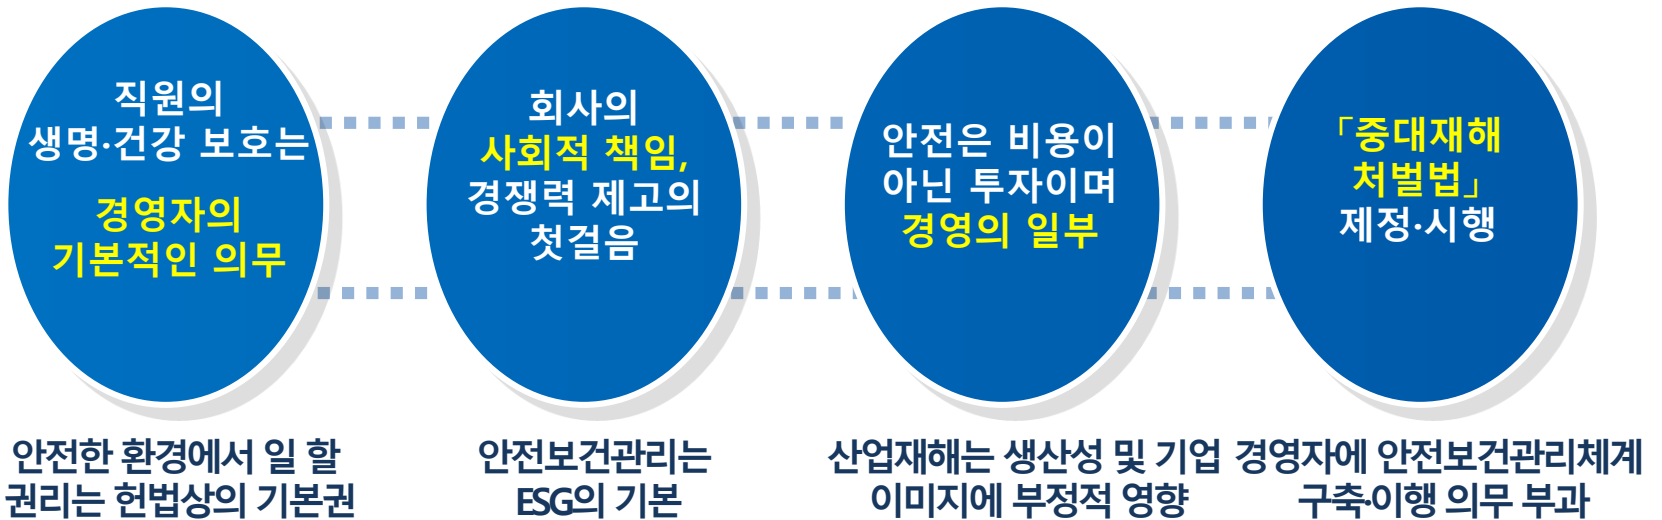 직원의
생명·건강 보호는
경영자의
기본적인 의무
안전한 환경에서 일 할
권리는 헌법상의 기본권
회사의
사회적 책임,
경쟁력 제고의
첫걸음
안전보건관리는
ESG의 기본
안전은 비용이
아닌 투자이며
경영의 일부
산업재해는 생산성 및 기업
이미지에 부정적 영향
「중대재해
처벌법」
제정·시행
경영자에 안전보건관리체계
구축·이행 의무 부과